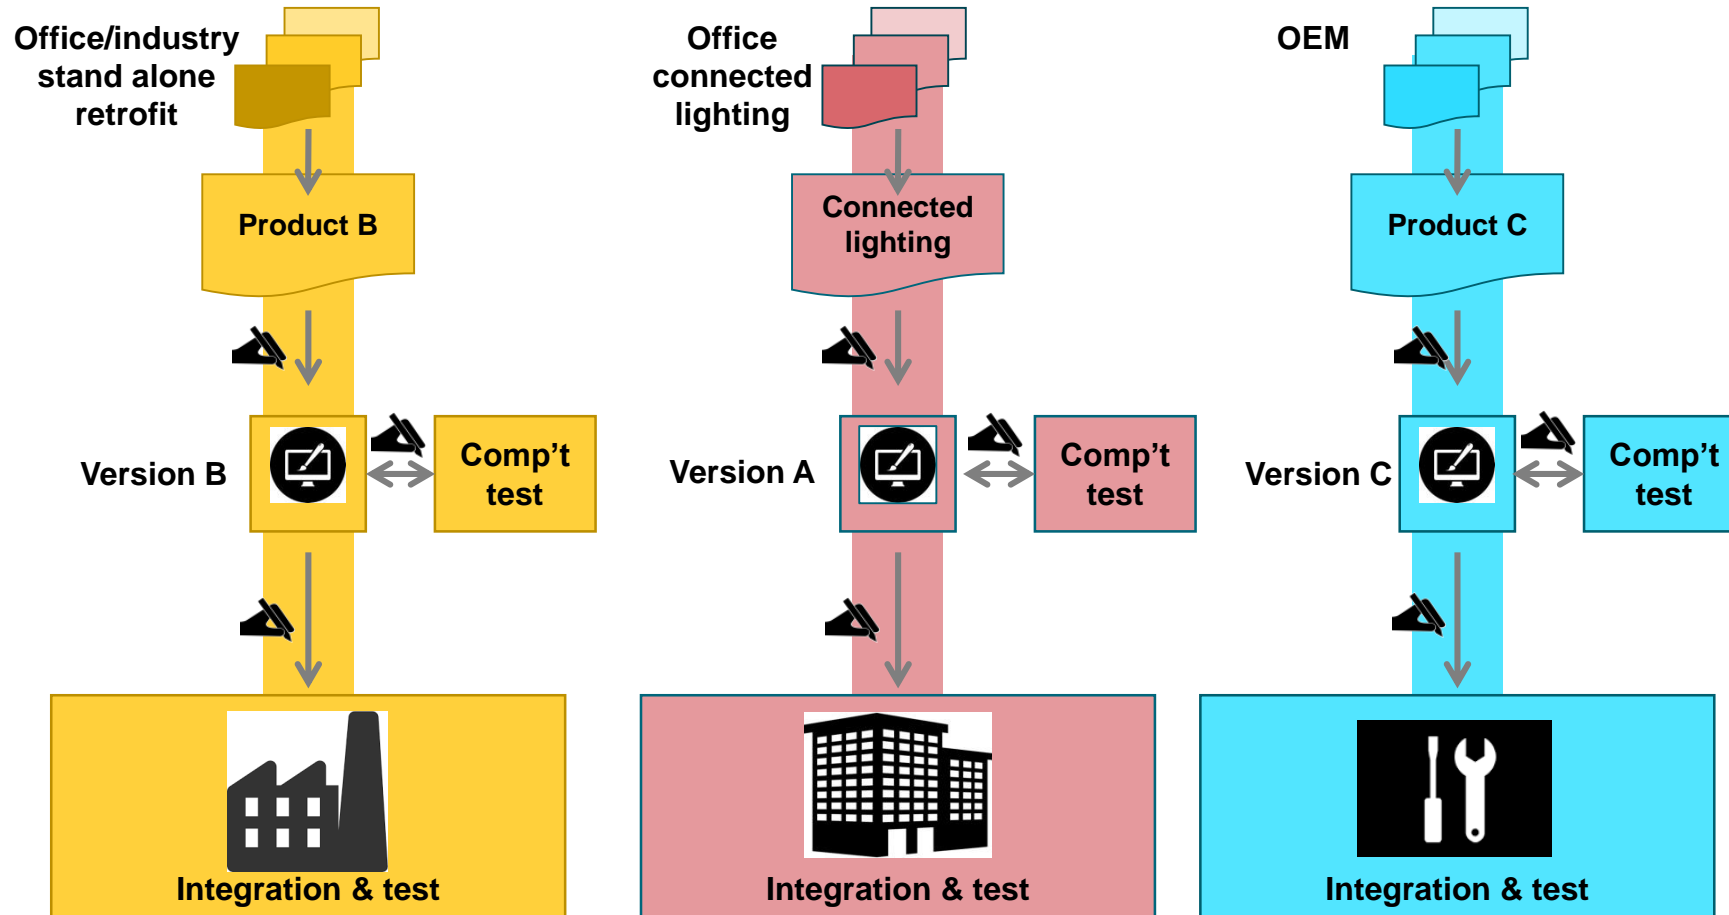 Office/industry
stand alone
retrofit
Product B
Version B
Comp’t
test
Integration & test
Office
connected
lighting
Connected
lighting
Version A
Comp’t
test
Integration & test
OEM
Product C
Version C
Comp’t
test
Integration & test